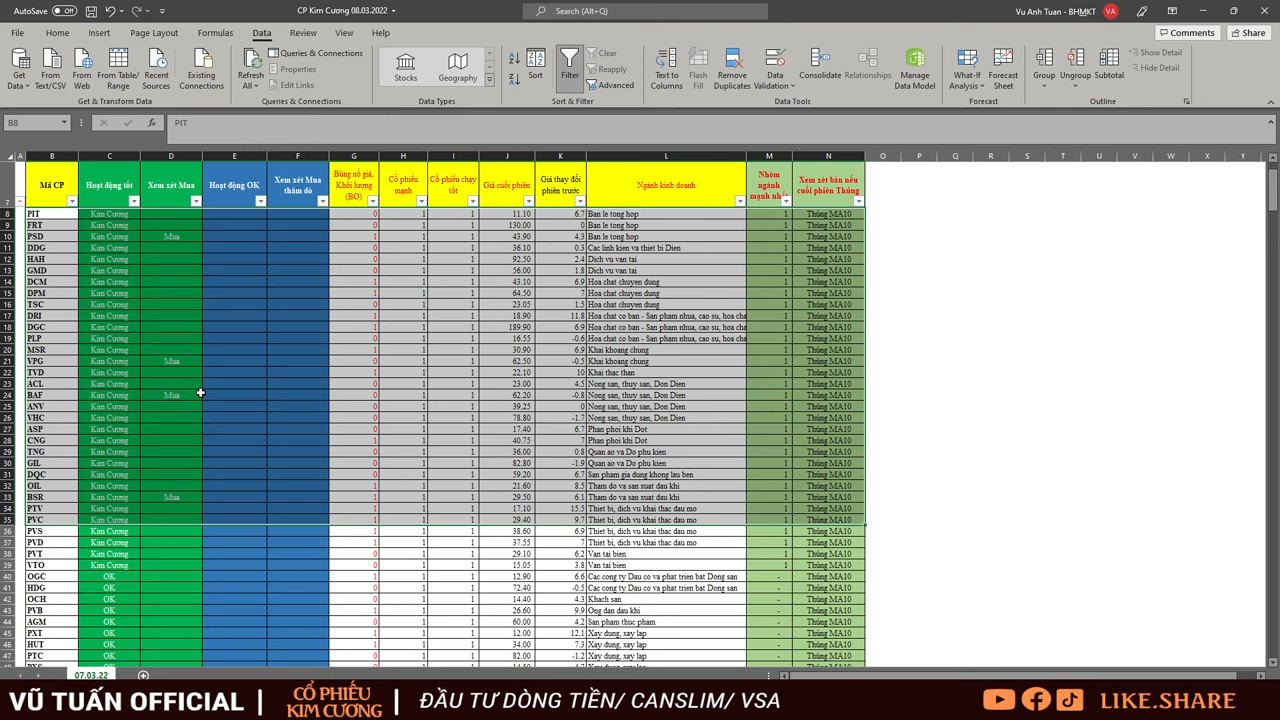 AutoSave Off CP Kim Cương 08.03.2022 Search (Alt+Q) Vu Anh Tuan - BHMKT VA
File Home Insert Page Layout Formulas Data Review View Help Comments Share
Get Data From Text/CSV From Web From Table/Range Recent Sources Existing Connections Refresh All Queries & Connections Properties Edit Links Stocks Geography Sort Filter Clear Reapply Advanced Text to Columns Flash Fill Remove Duplicates Data Validation Consolidate Relationships Manage Data Model What-If Analysis Forecast Sheet Group Ungroup Subtotal Show Detail Hide Detail
Get & Transform Data Queries & Connections Data Types Sort & Filter Data Tools Forecast Outline
B8 fx PIT
A B C D E F G H I J K L M N O P Q R S T U V W X Y
7 Mã CP Hoạt động tốt Xem xét Mua Hoạt động OK Xem xét Mua thăm dò Bùng nổ giá, Khối lượng (BO) Cổ phiếu mạnh Cổ phiếu chạy tốt Giá cuối phiên Giá thay đổi phiên trước Ngành kinh doanh Nhóm ngành mạnh Xem xét bán nếu cuối phiên Thủng
8 PIT Kim Cương 0 1 1 11.10 6.7 Ban le tong hop 1 Thủng MA10
9 FRT Kim Cương 0 1 1 130.00 0 Ban le tong hop 1 Thủng MA10
10 PSD Kim Cương Mua 1 1 1 43.90 4.3 Ban le tong hop 1 Thủng MA10
11 DDG Kim Cương 0 1 1 36.10 0.3 Cac linh kien va thiet bi Dien 1 Thủng MA10
12 HAH Kim Cương 0 1 1 92.50 2.4 Dich vu van tai 1 Thủng MA10
13 GMD Kim Cương 0 1 1 56.00 1.8 Dich vu van tai 1 Thủng MA10
14 DCM Kim Cương 1 1 1 43.10 6.9 Hoa chat chuyen dung 1 Thủng MA10
15 DPM Kim Cương 1 1 1 64.50 7 Hoa chat chuyen dung 1 Thủng MA10
16 TSC Kim Cương 0 1 1 23.05 1.5 Hoa chat chuyen dung 1 Thủng MA10
17 DRI Kim Cương 1 1 1 18.90 11.8 Hoa chat co ban - San pham nhua, cao su, hoa cha 1 Thủng MA10
18 DGC Kim Cương 1 1 1 189.90 6.9 Hoa chat co ban - San pham nhua, cao su, hoa cha 1 Thủng MA10
19 PLP Kim Cương 0 1 1 16.55 -0.6 Hoa chat co ban - San pham nhua, cao su, hoa cha 1 Thủng MA10
20 MSR Kim Cương 1 1 1 30.90 6.9 Khai khoang chung 1 Thủng MA10
21 VPG Kim Cương Mua 0 1 1 62.50 -0.5 Khai khoang chung 1 Thủng MA10
22 TVD Kim Cương 1 1 1 22.10 10 Khai thac than 1 Thủng MA10
23 ACL Kim Cương 0 1 1 23.00 4.5 Nong san, thuy san, Don Dien 1 Thủng MA10
24 BAF Kim Cương Mua 0 1 1 62.20 -0.8 Nong san, thuy san, Don Dien 1 Thủng MA10
25 ANV Kim Cương 0 1 1 39.25 0 Nong san, thuy san, Don Dien 1 Thủng MA10
26 VHC Kim Cương 0 1 1 78.80 -1.7 Nong san, thuy san, Don Dien 1 Thủng MA10
27 ASP Kim Cương 0 1 1 17.40 6.7 Phan phoi khi Dot 1 Thủng MA10
28 CNG Kim Cương 1 1 1 40.75 7 Phan phoi khi Dot 1 Thủng MA10
29 TNG Kim Cương 0 1 1 36.00 0.8 Quan ao va Do phu kien 1 Thủng MA10
30 GIL Kim Cương 0 1 1 82.80 -1.9 Quan ao va Do phu kien 1 Thủng MA10
31 DQC Kim Cương 0 1 1 59.20 6.7 San pham gia dung khong lau ben 1 Thủng MA10
32 OIL Kim Cương 1 1 1 21.60 8.5 Tham do va san xuat dau khi 1 Thủng MA10
33 BSR Kim Cương Mua 1 1 1 29.50 6.1 Tham do va san xuat dau khi 1 Thủng MA10
34 PTV Kim Cương 1 1 1 17.10 15.5 Thiet bi, dich vu khai thac dau mo 1 Thủng MA10
35 PVC Kim Cương 1 1 1 29.40 9.7 Thiet bi, dich vu khai thac dau mo 1 Thủng MA10
36 PVS Kim Cương 1 1 1 38.60 6.9 Thiet bi, dich vu khai thac dau mo 1 Thủng MA10
37 PVD Kim Cương 1 1 1 37.55 7 Thiet bi, dich vu khai thac dau mo 1 Thủng MA10
38 PVT Kim Cương 0 1 1 29.10 6.2 Van tai bien 1 Thủng MA10
39 VTO Kim Cương 0 1 1 15.05 3.8 Van tai bien 1 Thủng MA10
40 OGC OK 1 1 1 12.90 6.6 Cac cong ty Dau co va phat trien bat Dong san - Thủng MA10
41 HDG OK 0 1 1 72.40 -0.5 Cac cong ty Dau co va phat trien bat Dong san - Thủng MA10
42 OCH OK 0 1 1 14.40 4.3 Khach san - Thủng MA10
43 PVB OK 1 1 1 26.60 9.9 Ong dan dau khi - Thủng MA10
44 AGM OK 0 1 1 60.00 4.2 San pham thuc pham - Thủng MA10
45 PXT OK 1 1 1 12.00 12.1 Xay dung, xay lap - Thủng MA10
46 HUT OK 1 1 1 34.00 7.3 Xay dung, xay lap - Thủng MA10
47 PTC OK 0 1 1 82.00 -1.2 Xay dung, xay lap - Thủng MA10
07.03.22
VŨ TUẤN OFFICIAL CỔ PHIẾU KIM CƯƠNG ĐẦU TƯ DÒNG TIỀN/ CANSLIM/ VSA LIKE.SHARE